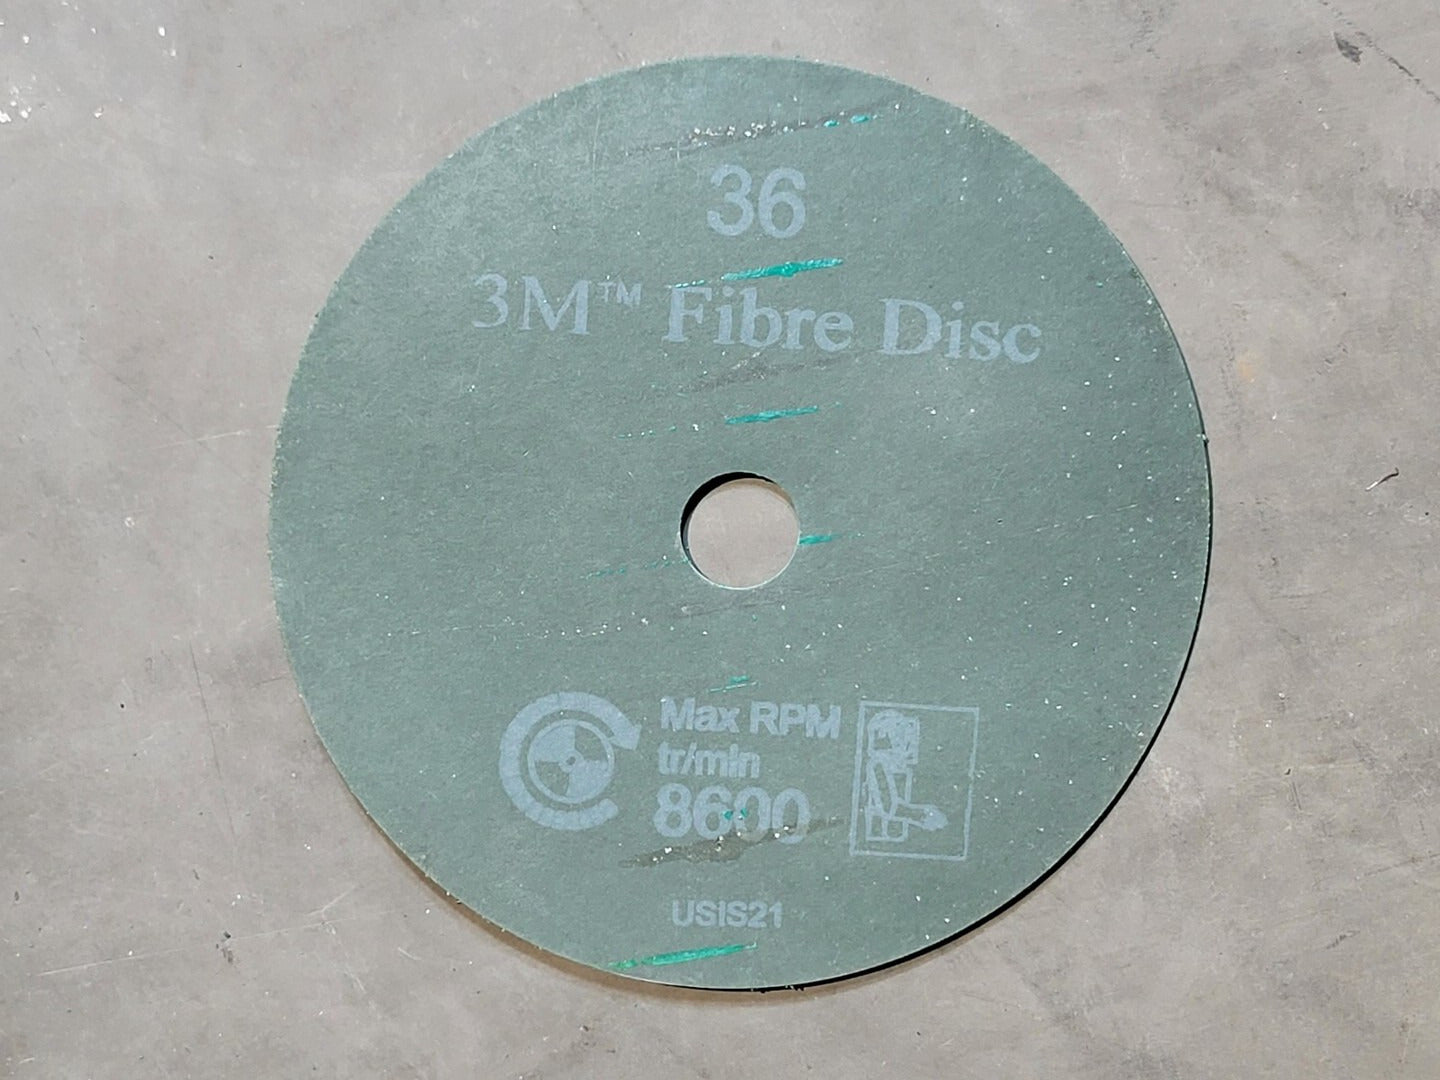 36
3M™ Fibre Disc
Max RPM
tr/min
8600
USIS21